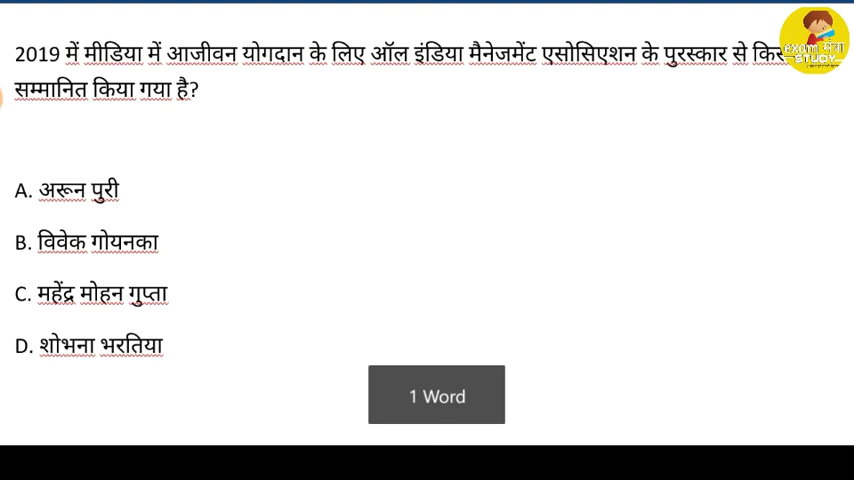 2019 में मीडिया में आजीवन योगदान के लिए ऑल इंडिया मैनेजमेंट एसोसिएशन के पुरस्कार से
exam मंत्रा
STUDY
सम्मानित किया गया है?
A. अरून पुरी
B. विवेक गोयनका
C. महेंद्र मोहन गुप्ता
D. शोभना भरतिया
1 Word